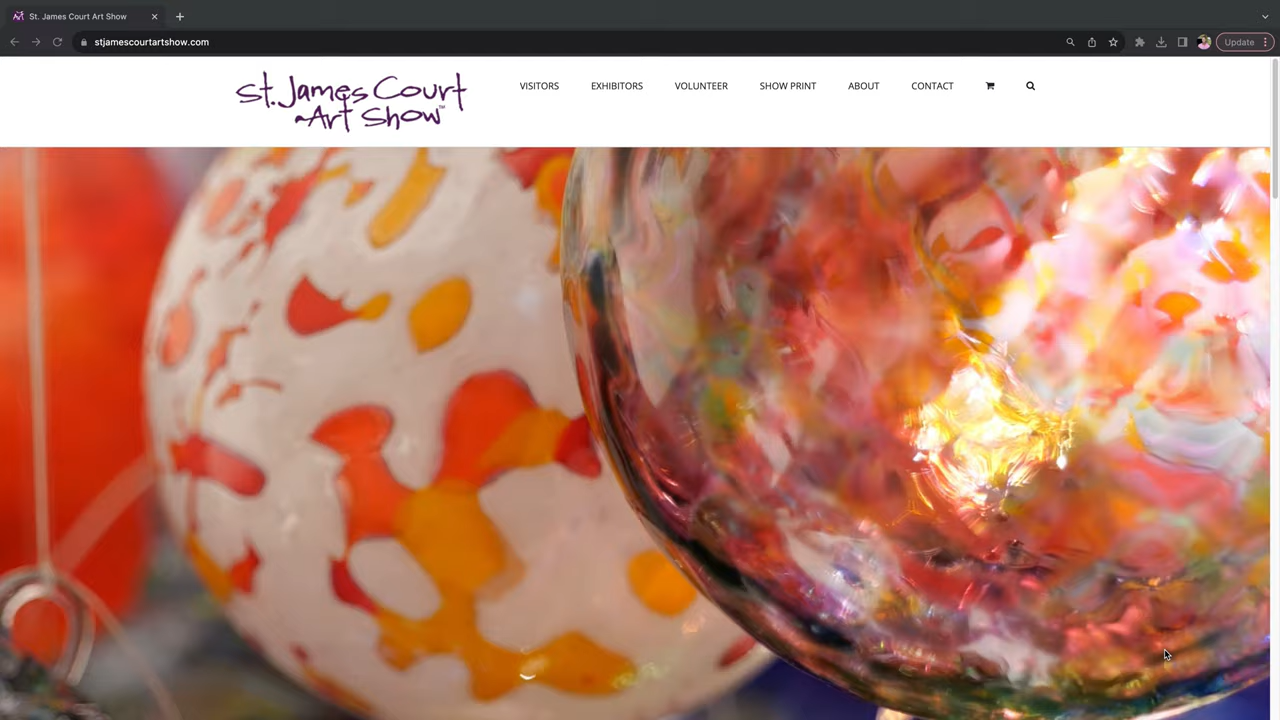 St. James Court Art Show
stjamescourtartshow.com
Update
St. James Court
Art Show™
VISITORS
EXHIBITORS
VOLUNTEER
SHOW PRINT
ABOUT
CONTACT